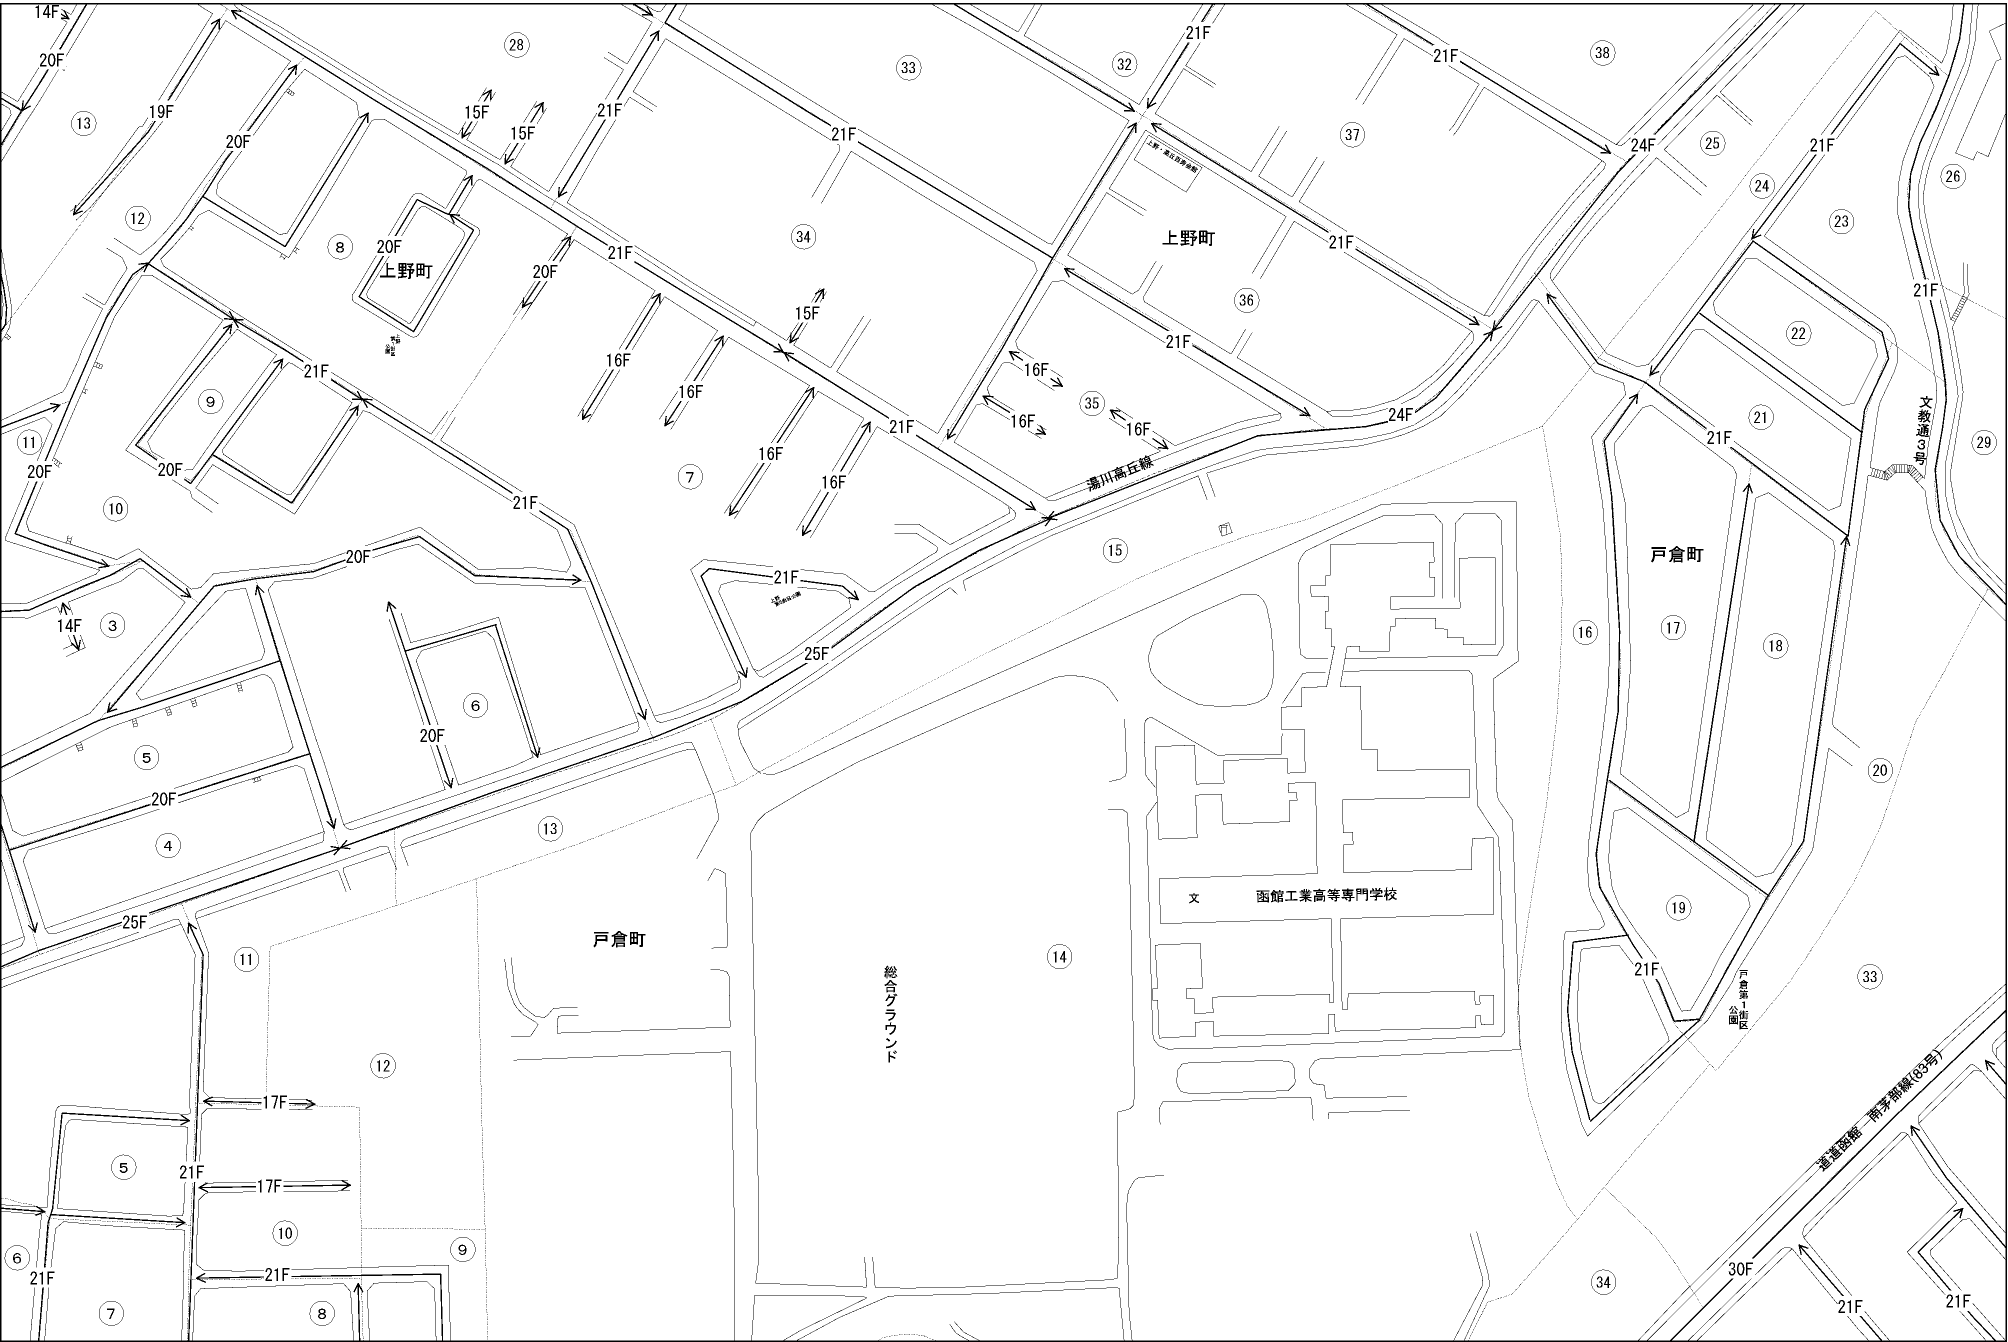 14F
20F
13
19F
28
15F
15F
21F
33
32
21F
21F
38
24F
25
21F
26
20F
12
8
20F
上野町
20F
21F
34
21F
15F
上野町
37
21F
36
24
23
21F
22
21F
16F
16F
16F
16F
35
16F
16F
16F
21F
24F
湯川高丘線
21
21F
文教通3号
29
11
20F
10
9
20F
21F
21F
7
20F
3
14F
21F
25F
15
戸倉町
16
17
18
6
20F
5
20F
4
25F
13
20
11
戸倉町
総合グラウンド
14
文
函館工業高等専門学校
19
21F
戸倉第1街区
公園
33
12
17F
17F
5
21F
10
9
6
21F
21F
7
8
道道函館 南茅部線(83号)
30F
34
21F
21F